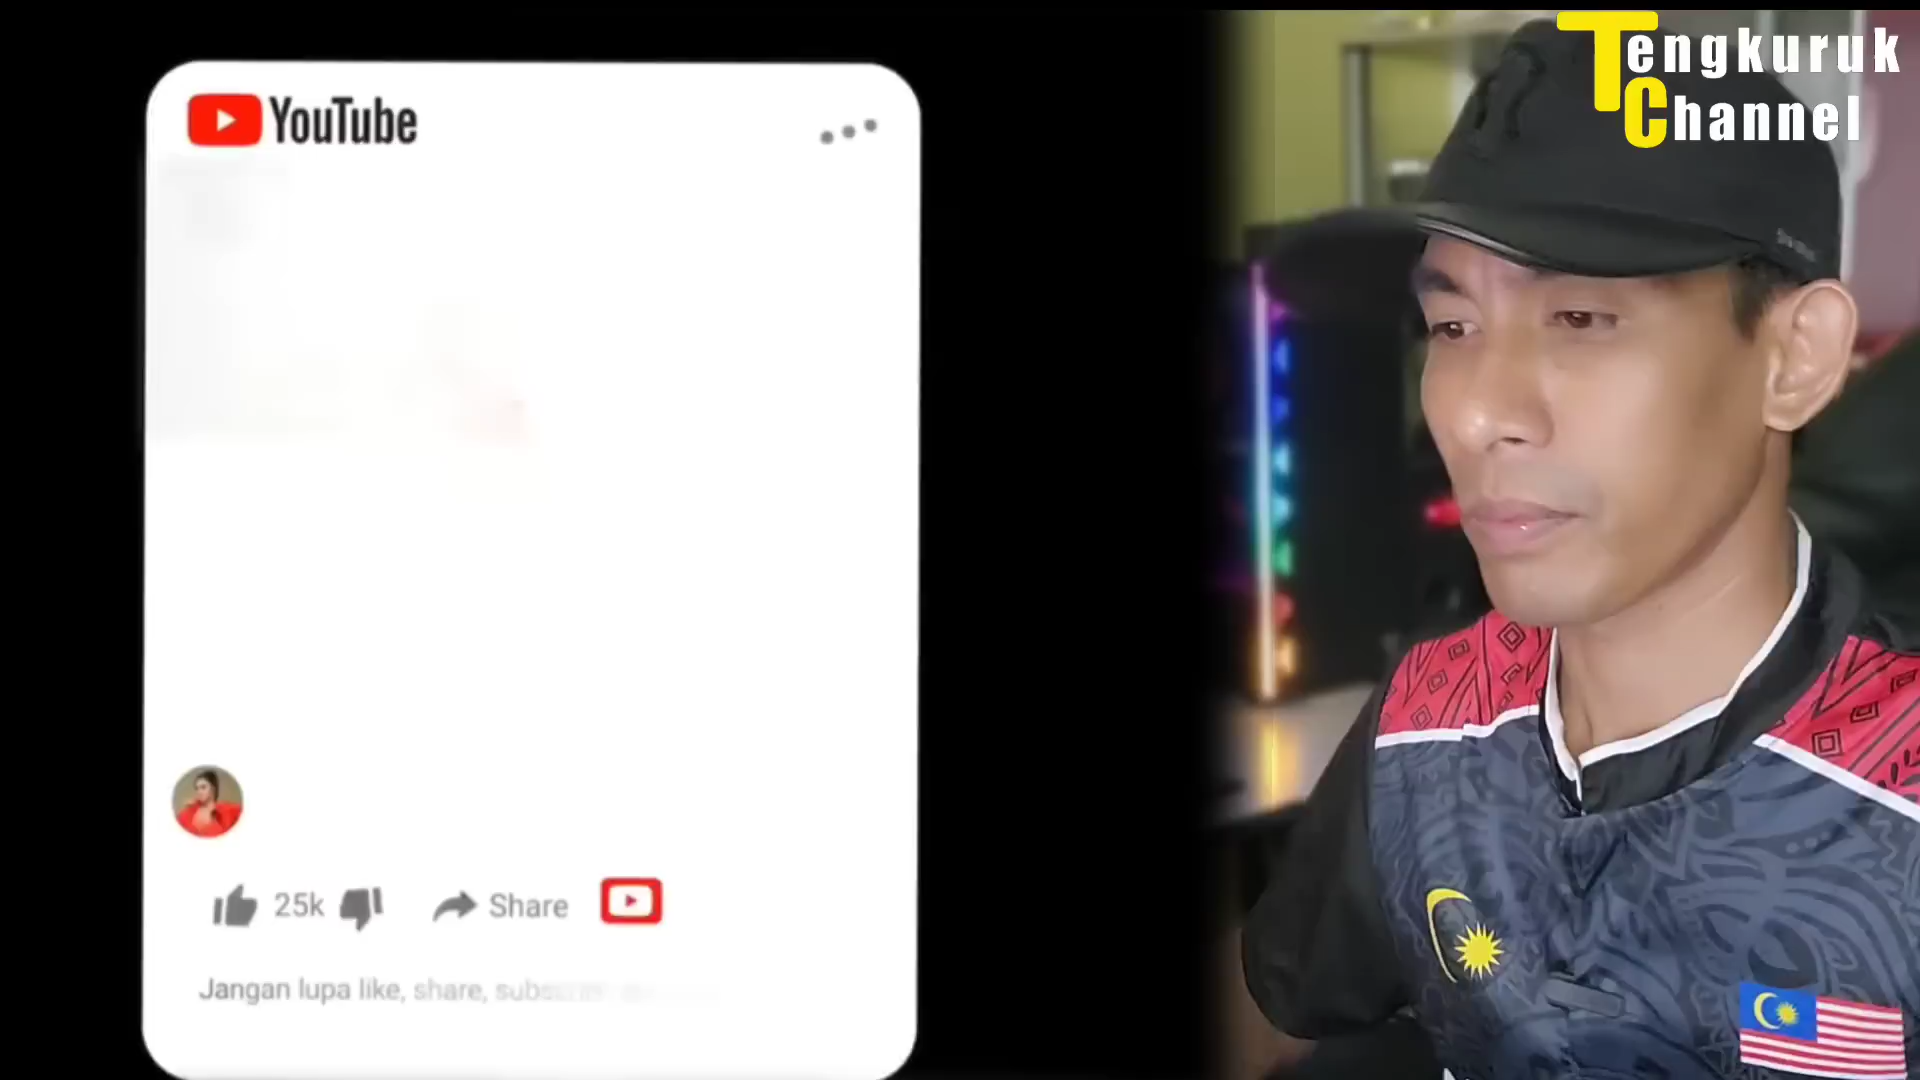 Tengkuruk
Channel
YouTube
25k
Share
Jangan lupa like, share,